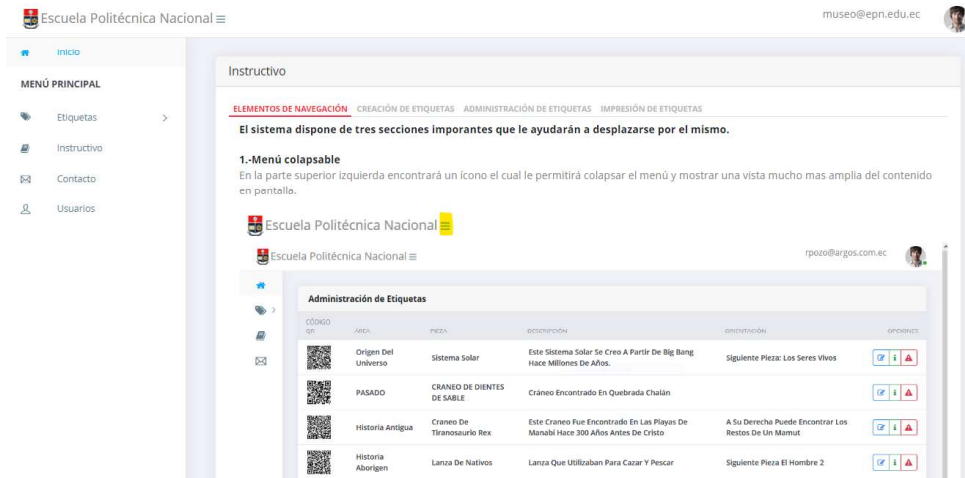 Escuela Politécnica Nacional
museo@epn.edu.ec
Inicio
MENÚ PRINCIPAL
Etiquetas
Instructivo
Contacto
Usuarios
Instructivo
ELEMENTOS DE NAVEGACIÓN CREACIÓN DE ETIQUETAS ADMINISTRACIÓN DE ETIQUETAS IMPRESIÓN DE ETIQUETAS
El sistema dispone de tres secciones imporantes que le ayudarán a desplazarse por el mismo.
1.-Menú colapsable
En la parte superior izquierda encontrará un ícono el cual le permitirá colapsar el menú y mostrar una vista mucho mas amplia del contenido
en pantalla.
Escuela Politécnica Nacional
Escuela Politécnica Nacional
rpozo@argos.com.ec
Administración de Etiquetas
CÓDIGO QR ÁREA PIEZA DESCRIPCIÓN ORIENTACIÓN OPCIONES
Origen Del Universo Sistema Solar Este Sistema Solar Se Creo A Partir De Big Bang Hace Millones De Años. Siguiente Pieza: Los Seres Vivos
PASADO CRANEO DE DIENTES DE SABLE Cráneo Encontrado En Quebrada Chalán
Historia Antigua Craneo De Tiranosaurio Rex Este Craneo Fue Encontrado En Las Playas De Manabi Hace 300 Años Antes De Cristo A Su Derecha Puede Encontrar Los Restos De Un Mamut
Historia Aborigen Lanza De Nativos Lanza Que Utilizaban Para Cazar Y Pescar Siguiente Pieza El Hombre 2